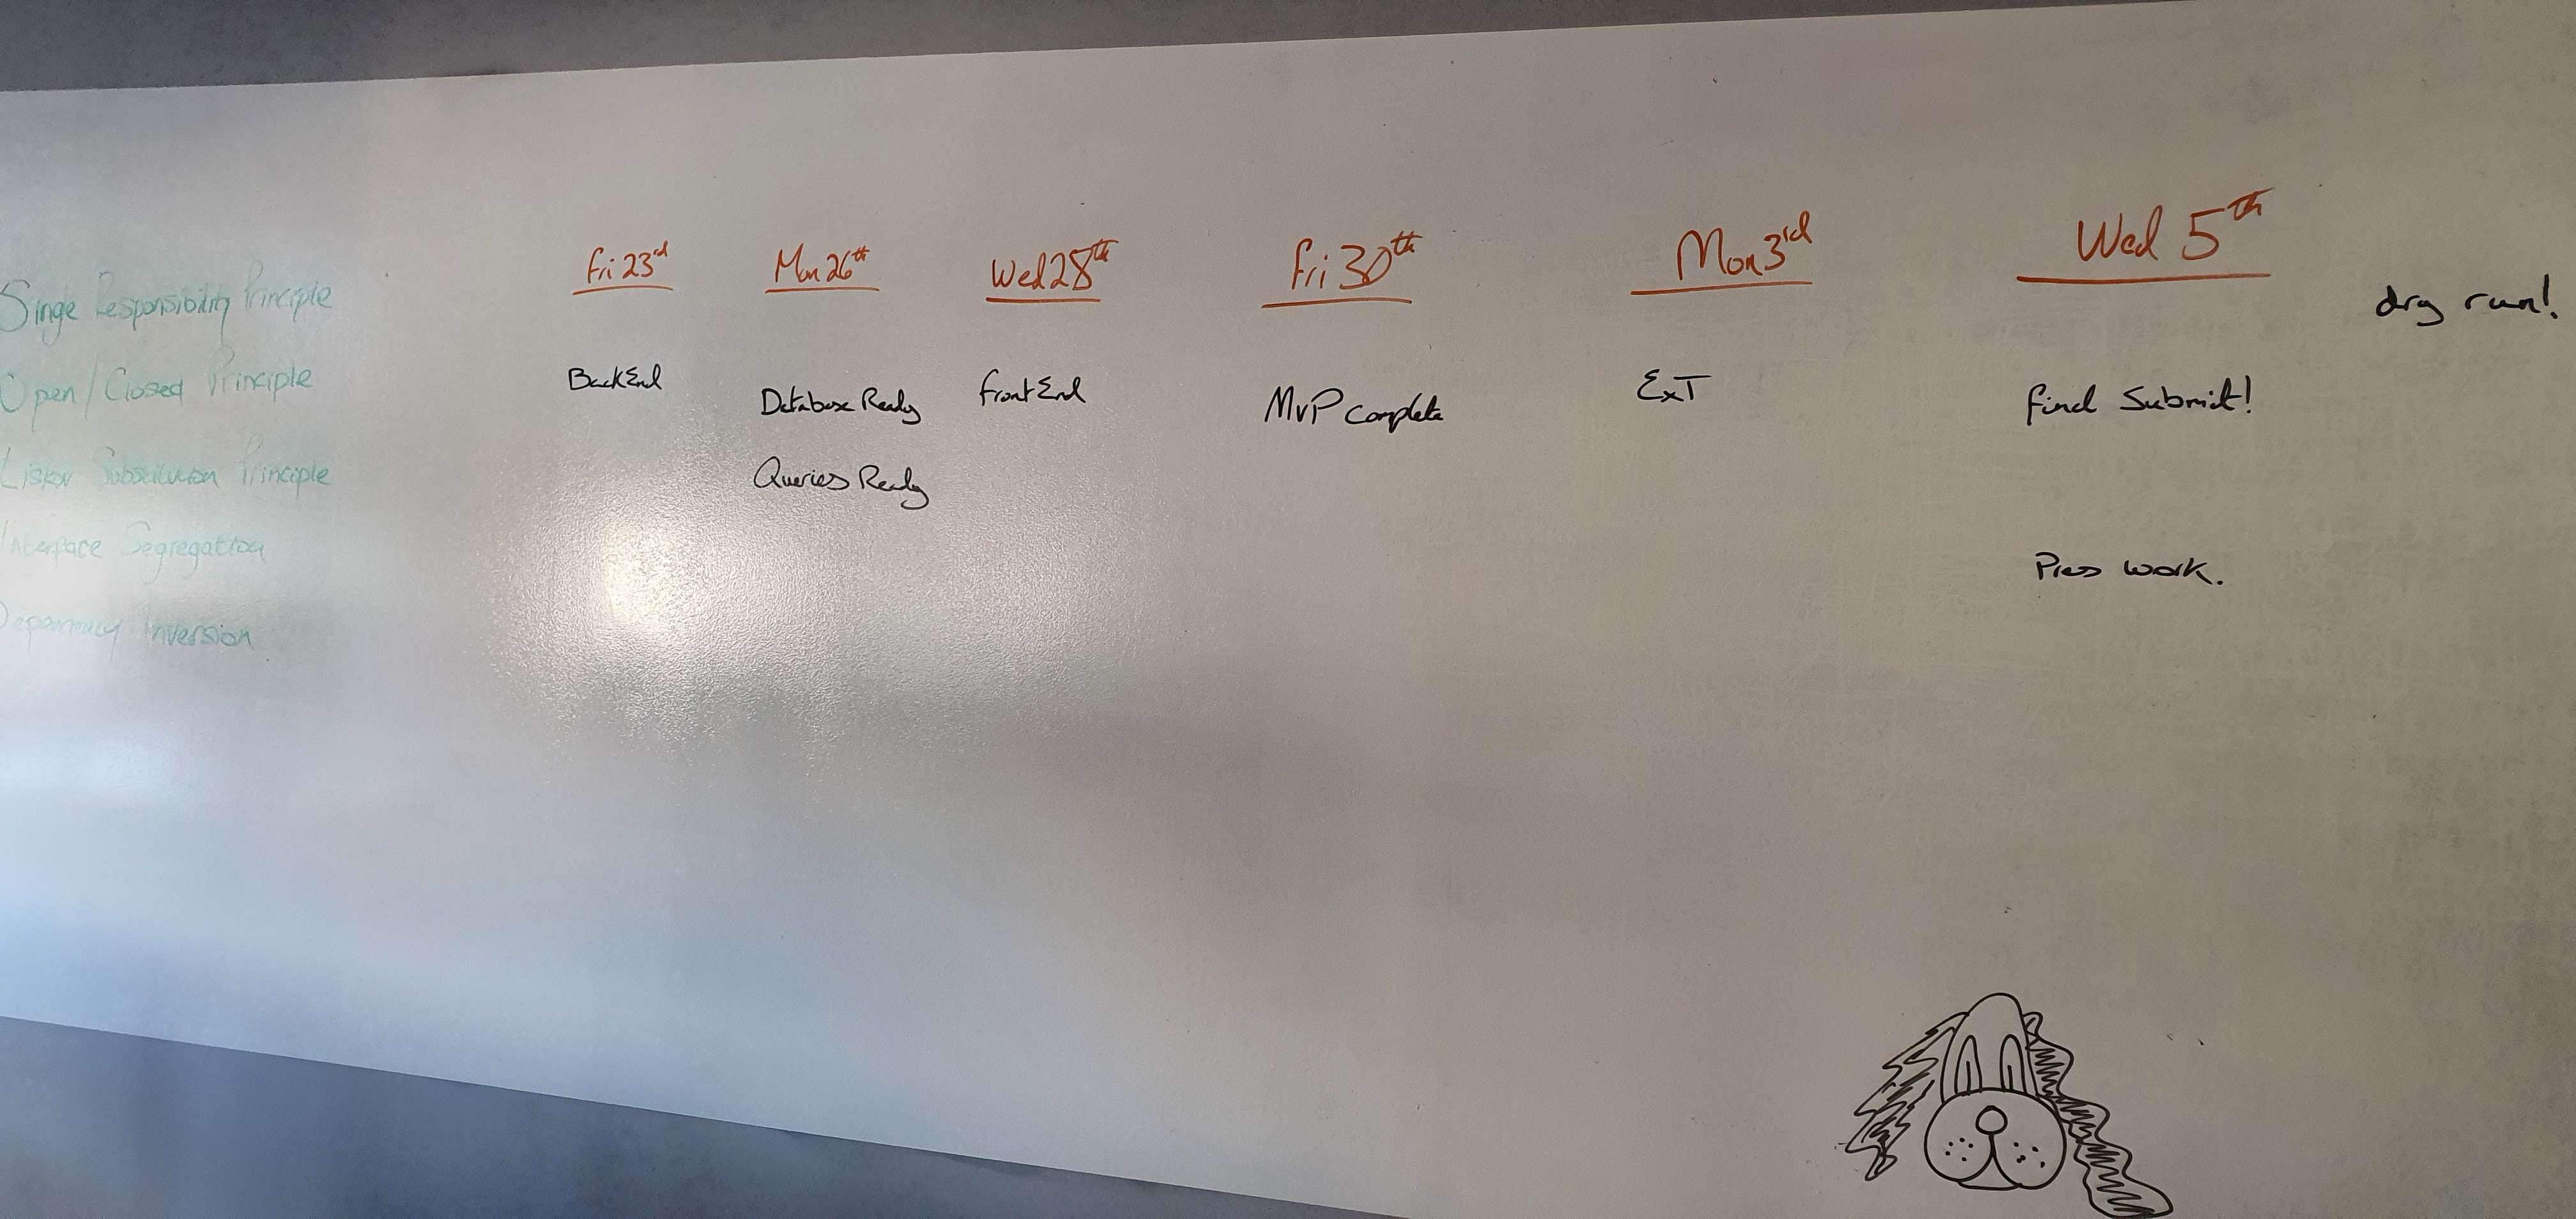 Singe Responsibility Principle
Open/Closed Principle
Liskov Substitution Principle
Interface Segregation
Dependency Inversion
Fri 23rd
BackEnd
Mon 26th
Database Ready
Queries Ready
Wed 28th
FrontEnd
Fri 30th
MVP complete
Mon 3rd
ExT
Wed 5th
Final Submit!
Pres work.
dry run!